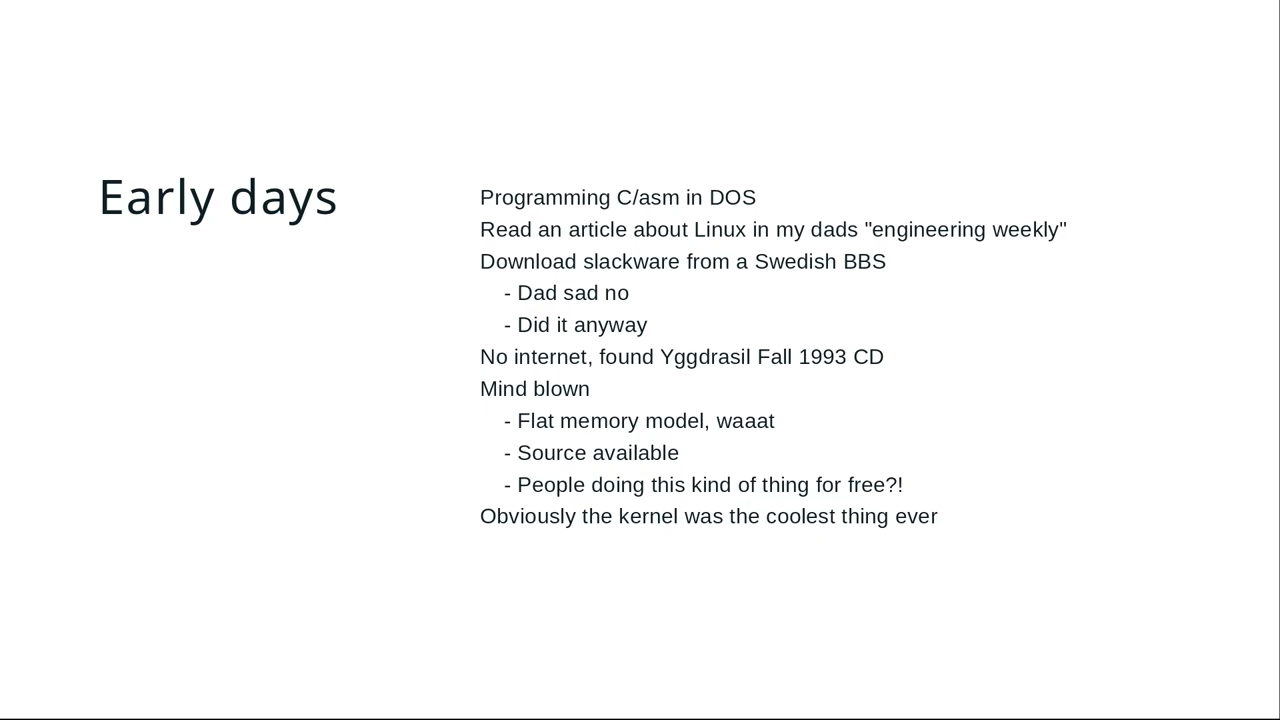 Early days
Programming C/asm in DOS
Read an article about Linux in my dads "engineering weekly"
Download slackware from a Swedish BBS
- Dad sad no
- Did it anyway
No internet, found Yggdrasil Fall 1993 CD
Mind blown
- Flat memory model, waaat
- Source available
- People doing this kind of thing for free?!
Obviously the kernel was the coolest thing ever